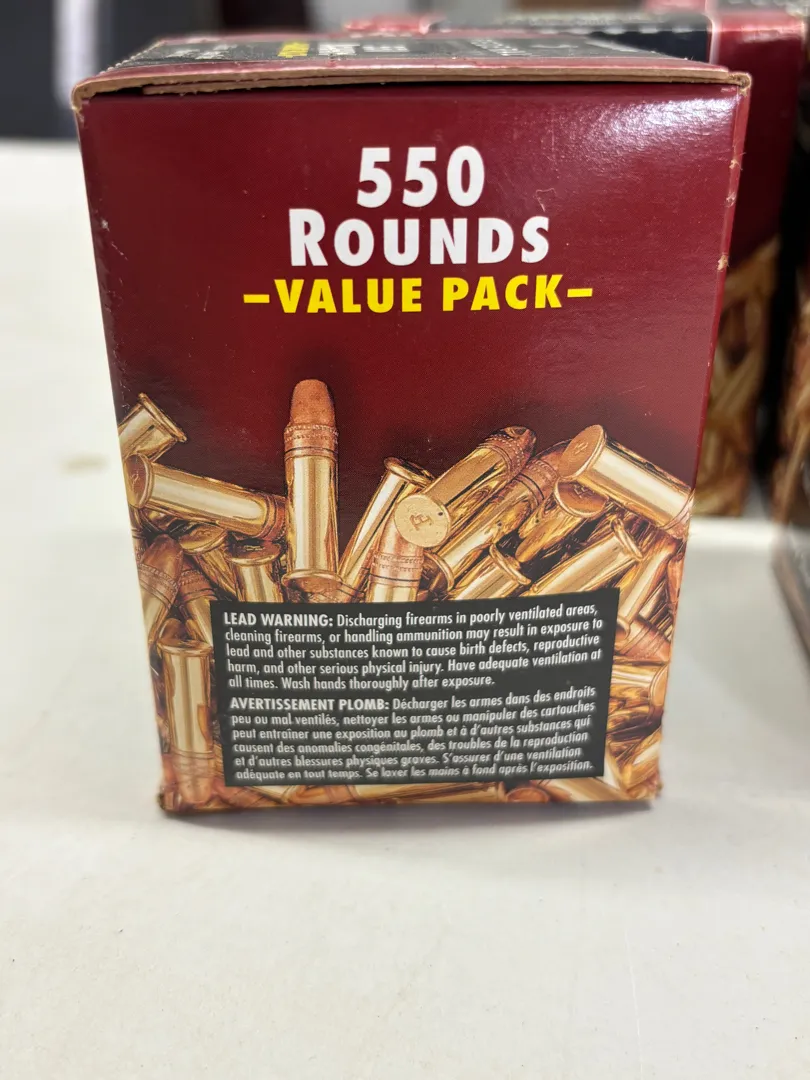 550
ROUNDS
–VALUE PACK–
LEAD WARNING: Discharging firearms in poorly ventilated areas,
cleaning firearms, or handling ammunition may result in exposure to
lead and other substances known to cause birth defects, reproductive
harm, and other serious physical injury. Have adequate ventilation at
all times. Wash hands thoroughly after exposure.
AVERTISSEMENT PLOMB: Décharger les armes dans des endroits
peu ou mal ventilés, nettoyer les armes ou manipuler des cartouches
peut entraîner une exposition au plomb et à d'autres substances qui
causent des anomalies congénitales, des troubles de la reproduction
et d'autres blessures physiques graves. S'assurer d'une ventilation
adéquate en tout temps. Se laver les mains à fond après l'exposition.